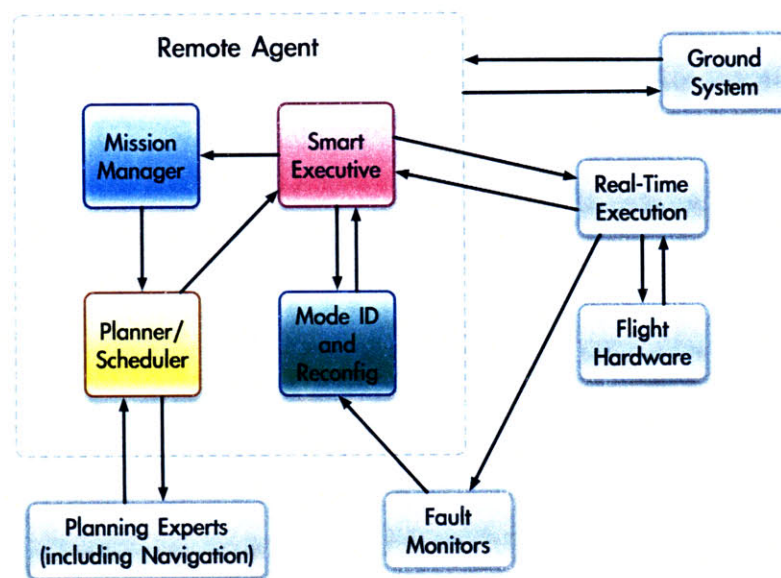 Remote Agent
Ground
System
Mission
Manager
Smart
Executive
Real-Time
Execution
Planner/
Scheduler
Mode ID
and
Reconfig
Flight
Hardware
Planning Experts
(including Navigation)
Fault
Monitors